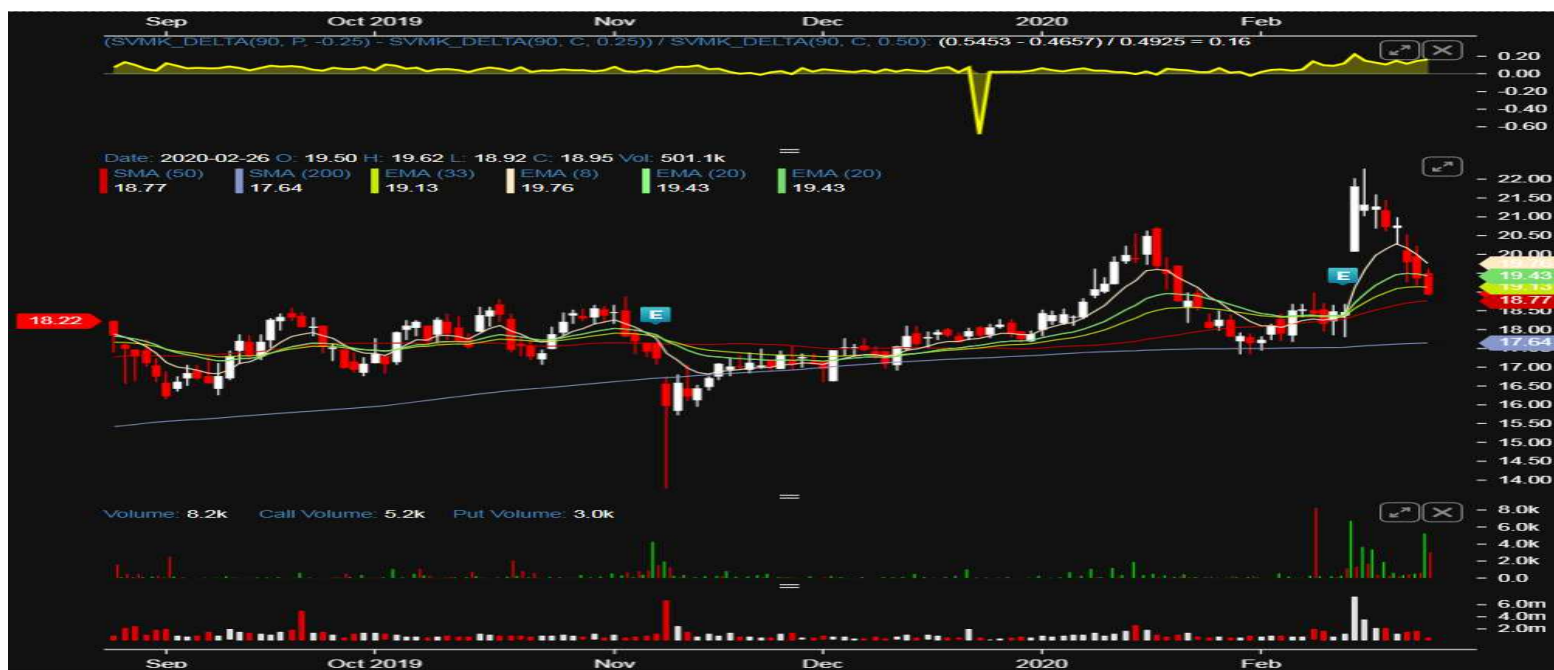 Sep Oct 2019 Nov Dec 2020 Feb
(SVMK_DELTA(90, P, -0.25) - SVMK_DELTA(90, C, 0.25)) / SVMK_DELTA(90, C, 0.50): (0.5453 - 0.4657) / 0.4925 = 0.16
0.20
0.00
-0.20
-0.40
-0.60
Date: 2020-02-26 O: 19.50 H: 19.62 L: 18.92 C: 18.95 Vol: 501.1k
SMA (50) SMA (200) EMA (33) EMA (8) EMA (20) EMA (20)
18.77 17.64 19.13 19.76 19.43 19.43
22.00
21.50
21.00
20.50
20.00
E
19.43
19.13
18.77
E
18.22
18.50
18.00
17.64
17.00
16.50
16.00
15.50
15.00
14.50
14.00
Volume: 8.2k Call Volume: 5.2k Put Volume: 3.0k
8.0k
6.0k
4.0k
2.0k
0.0
6.0m
4.0m
2.0m
Sep Oct 2019 Nov Dec 2020 Feb